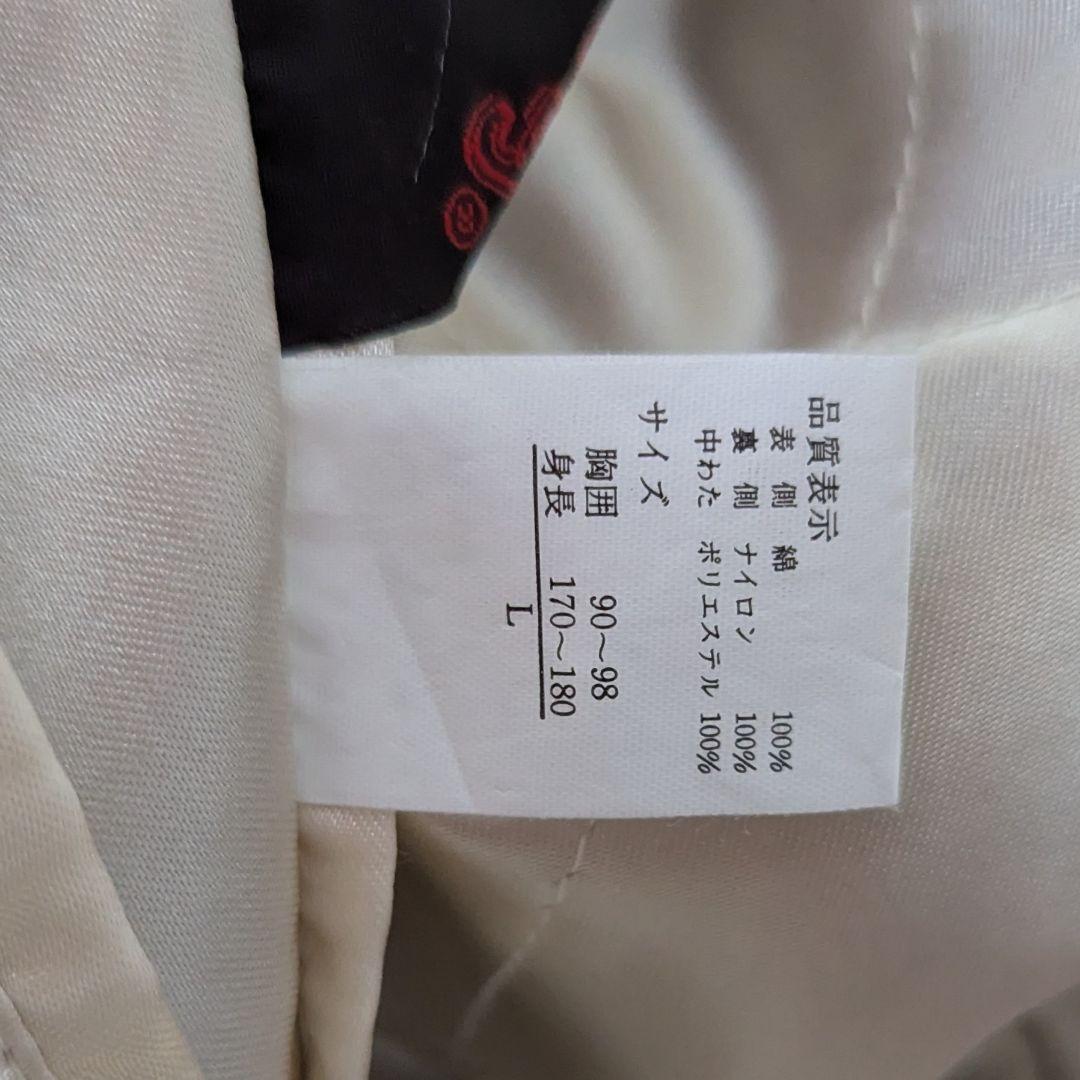 品質表示
表側 綿 100%
裏側 ナイロン 100%
中わた ポリエステル 100%
サイズ
胸囲 90～98
身長 170～180
L